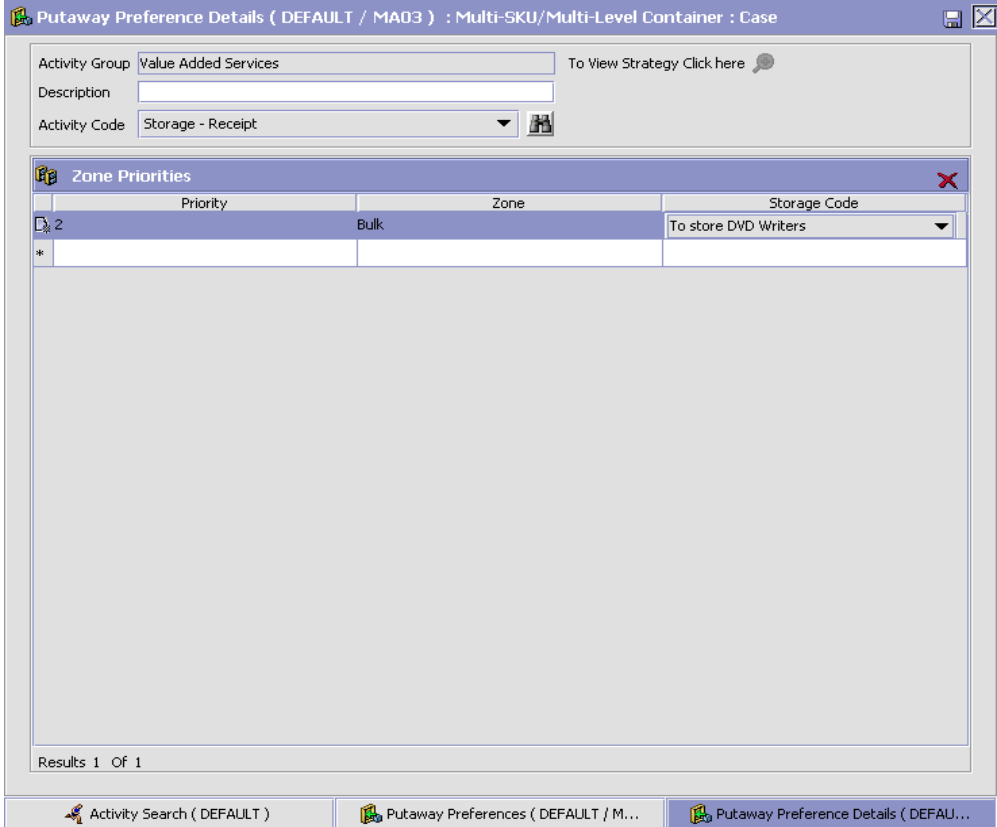 Putaway Preference Details ( DEFAULT / MA03 ) : Multi-SKU/Multi-Level Container : Case
Activity Group Value Added Services To View Strategy Click here
Description
Activity Code Storage - Receipt
Zone Priorities
Priority Zone Storage Code
2 Bulk To store DVD Writers
*
Results 1 Of 1
Activity Search ( DEFAULT ) Putaway Preferences ( DEFAULT / M... Putaway Preference Details ( DEFAU...